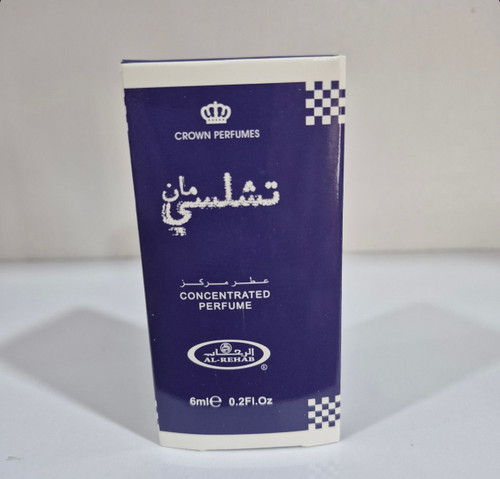 CROWN PERFUMES
تشلسي مان
عطر مركز
CONCENTRATED
PERFUME
الرحاب
AL-REHAB
®
6ml℮ 0.2Fl.Oz